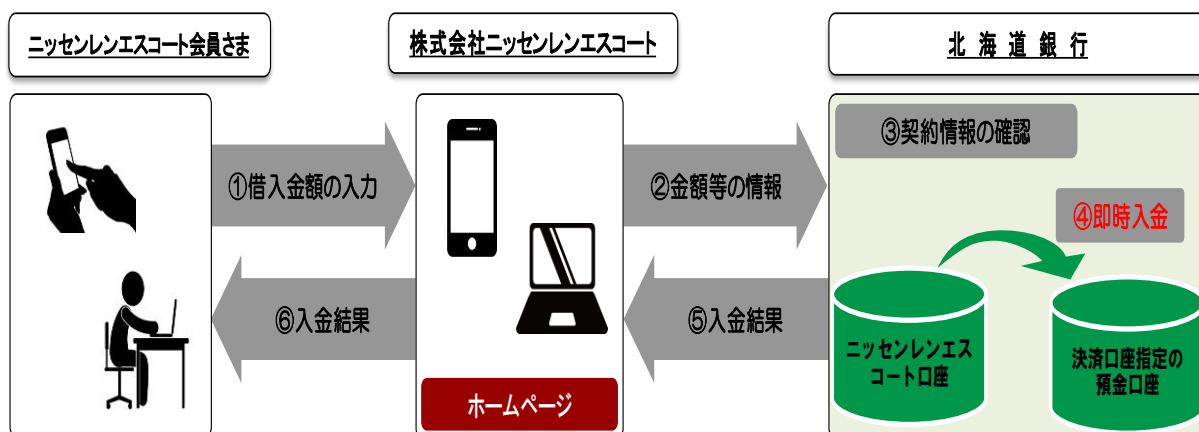 ニッセンレンエスコート会員さま
株式会社ニッセンレンエスコート
北海道銀行
①借入金額の入力
②金額等の情報
③契約情報の確認
④即時入金
⑥入金結果
⑤入金結果
ニッセンレンエス
コート口座
決済口座指定の
預金口座
ホームページ